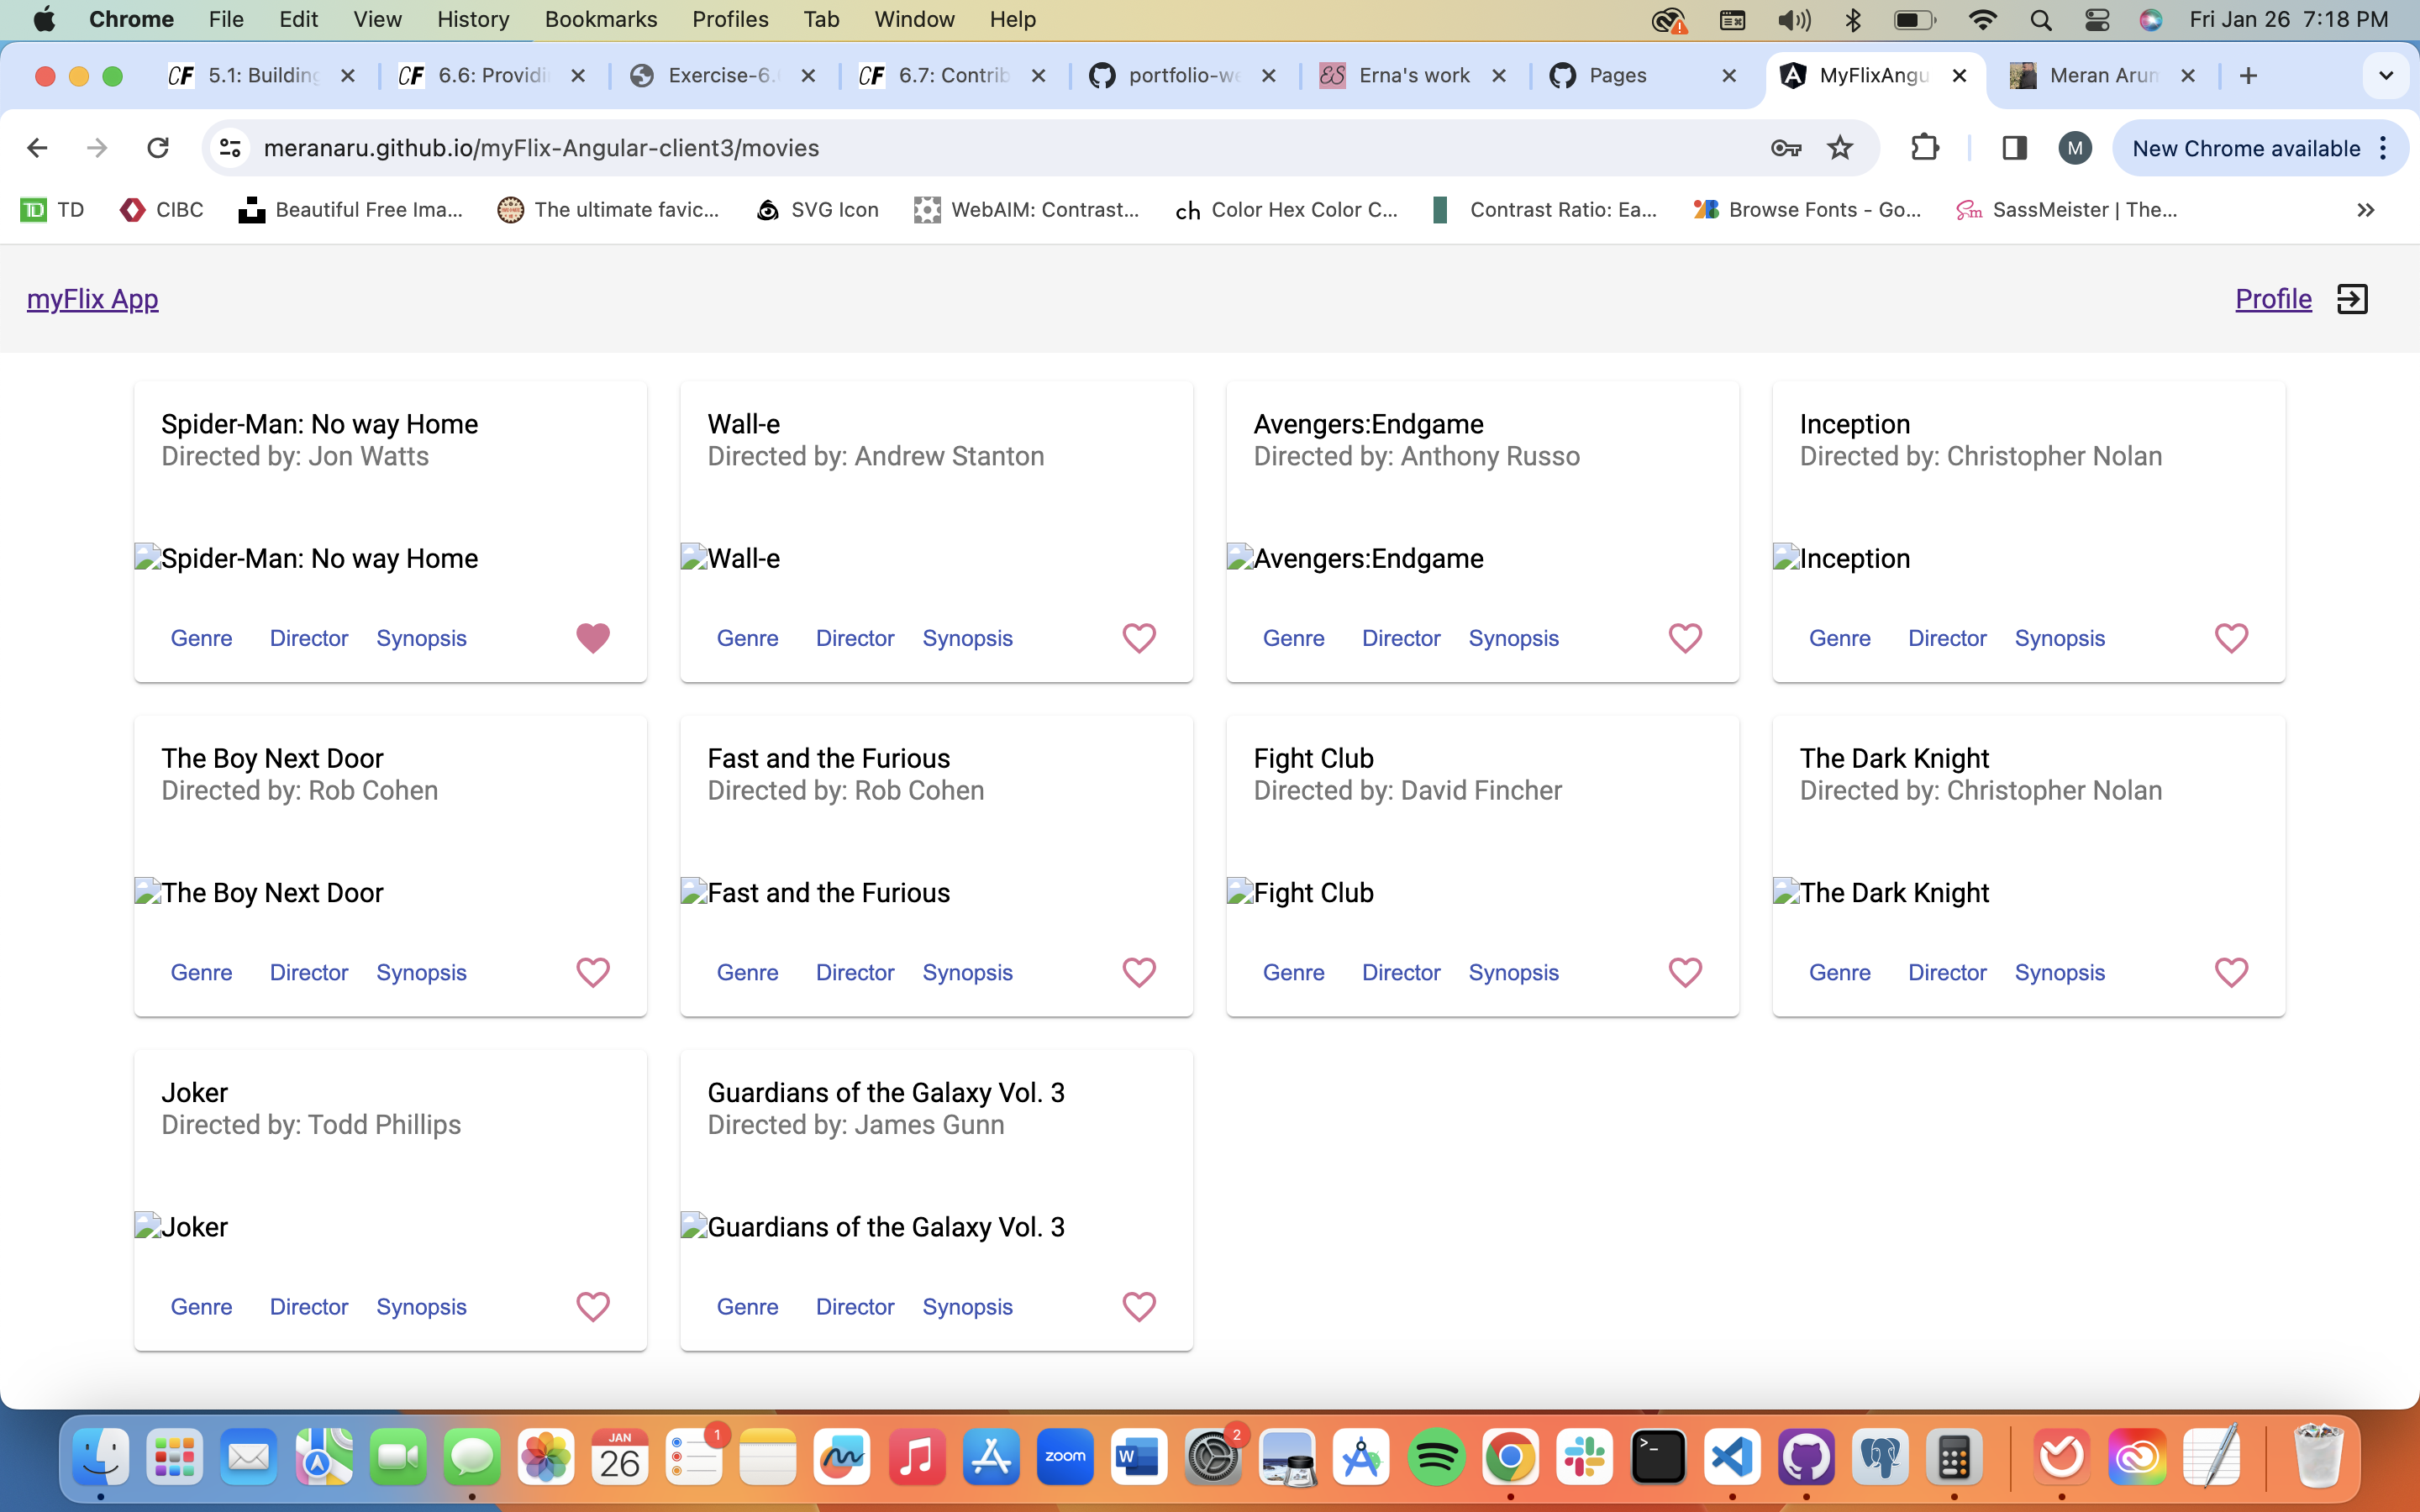 Chrome File Edit View History Bookmarks Profiles Tab Window Help Fri Jan 26 7:18 PM
CF 5.1: Building CF 6.6: Providi Exercise-6. CF 6.7: Contrib portfolio-we ES Erna's work Pages MyFlixAngu Meran Arun
meranaru.github.io/myFlix-Angular-client3/movies M New Chrome available
TD TD CIBC Beautiful Free Ima... The ultimate favic... SVG Icon WebAIM: Contrast... ch Color Hex Color C... Contrast Ratio: Ea... Browse Fonts - Go... Sm SassMeister | The... »
myFlix App Profile
Spider-Man: No way Home Wall-e Avengers:Endgame Inception
Directed by: Jon Watts Directed by: Andrew Stanton Directed by: Anthony Russo Directed by: Christopher Nolan
Spider-Man: No way Home Wall-e Avengers:Endgame Inception
Genre Director Synopsis Genre Director Synopsis Genre Director Synopsis Genre Director Synopsis
The Boy Next Door Fast and the Furious Fight Club The Dark Knight
Directed by: Rob Cohen Directed by: Rob Cohen Directed by: David Fincher Directed by: Christopher Nolan
The Boy Next Door Fast and the Furious Fight Club The Dark Knight
Genre Director Synopsis Genre Director Synopsis Genre Director Synopsis Genre Director Synopsis
Joker Guardians of the Galaxy Vol. 3
Directed by: Todd Phillips Directed by: James Gunn
Joker Guardians of the Galaxy Vol. 3
Genre Director Synopsis Genre Director Synopsis
JAN 1 2
26 zoom W >_